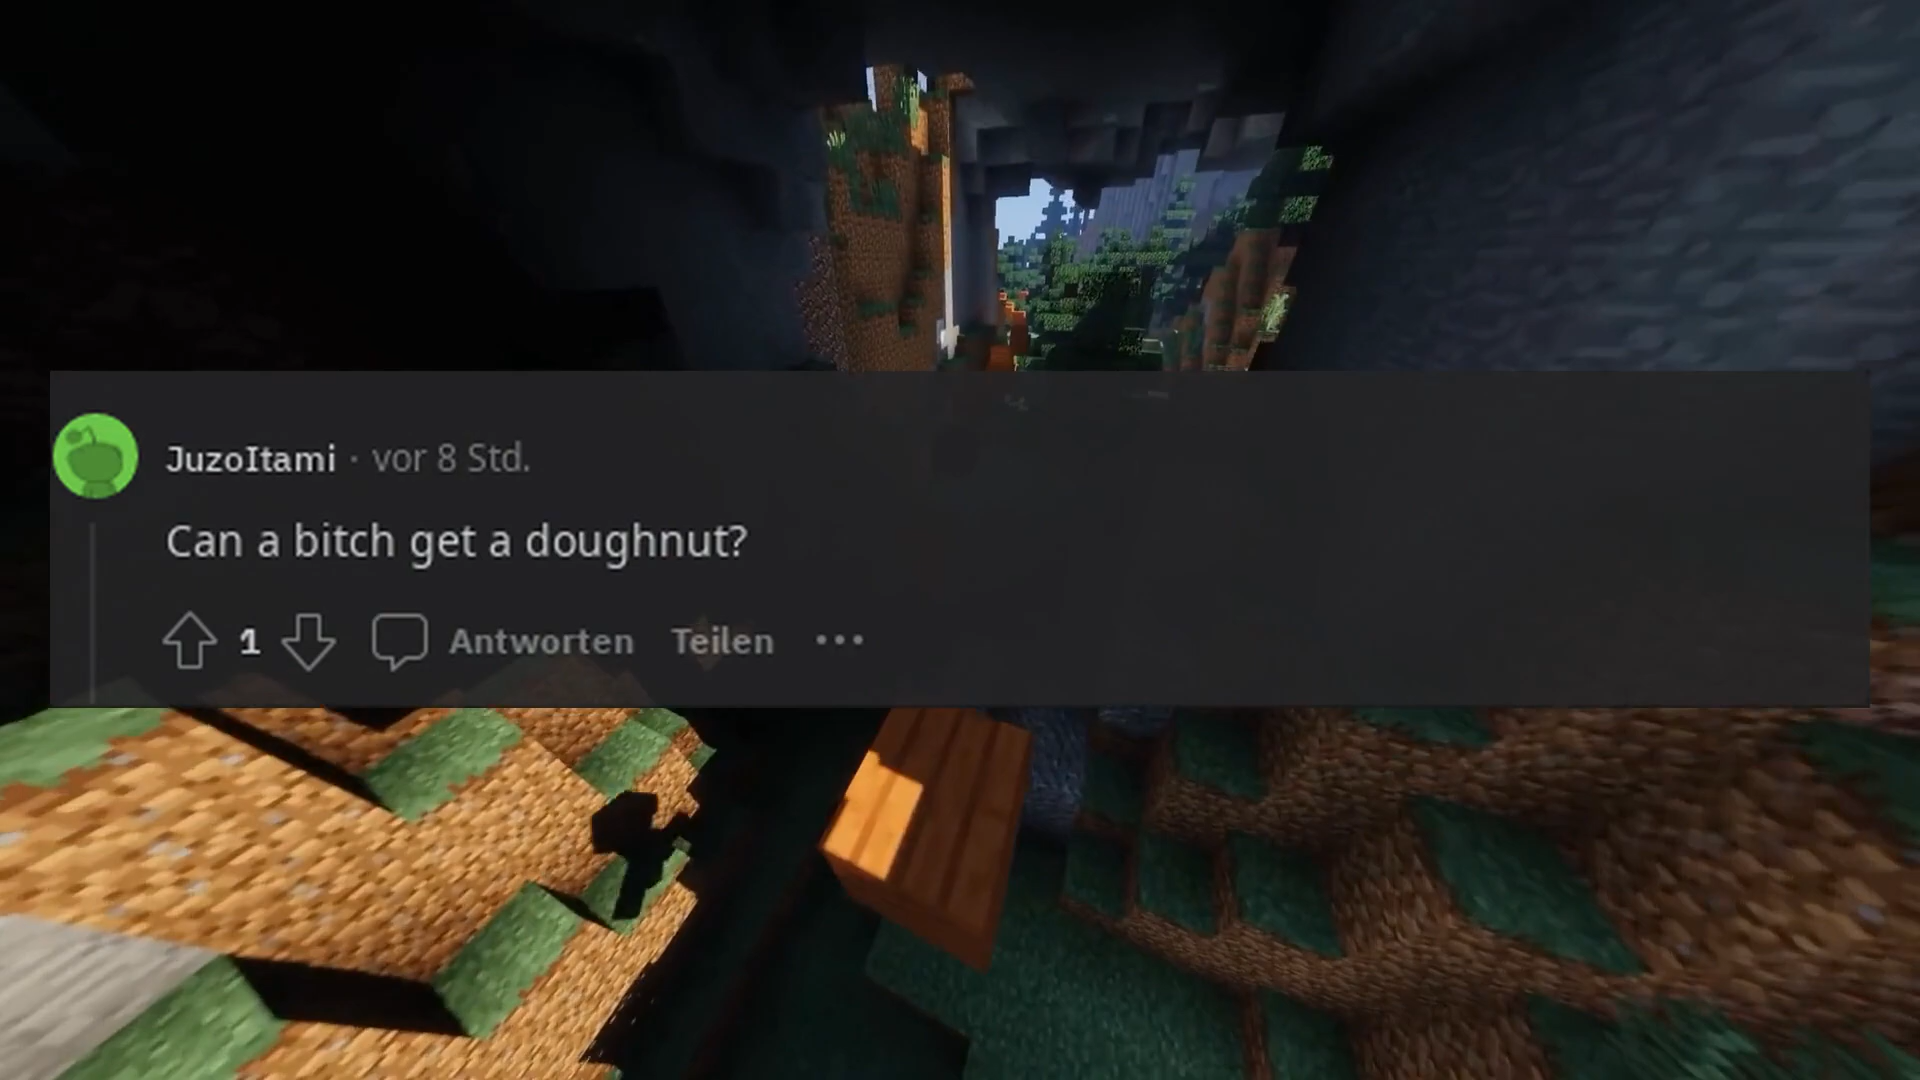 JuzoItami · vor 8 Std.
Can a bitch get a doughnut?
1 Antworten Teilen ...